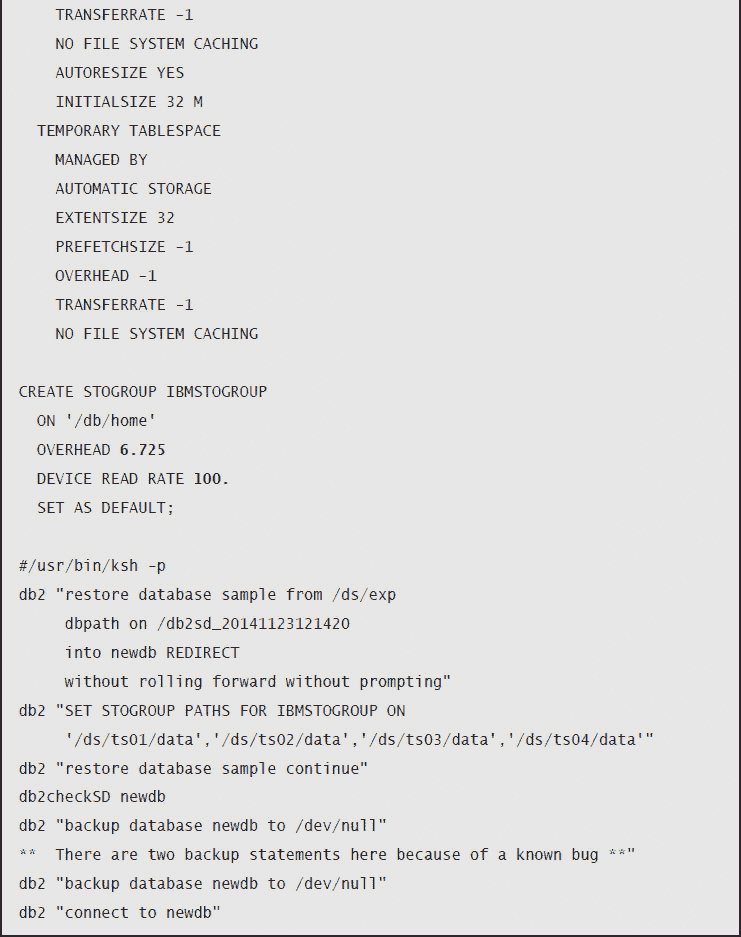 TRANSFERRATE -1
NO FILE SYSTEM CACHING
AUTORESIZE YES
INITIALSIZE 32 M
TEMPORARY TABLESPACE
MANAGED BY
AUTOMATIC STORAGE
EXTENTSIZE 32
PREFETCHSIZE -1
OVERHEAD -1
TRANSFERRATE -1
NO FILE SYSTEM CACHING
CREATE STOGROUP IBMSTOGROUP
ON '/db/home'
OVERHEAD 6.725
DEVICE READ RATE 100.
SET AS DEFAULT;
#/usr/bin/ksh -p
db2 "restore database sample from /ds/exp
dbpath on /db2sd_20141123121420
into newdb REDIRECT
without rolling forward without prompting"
db2 "SET STOGROUP PATHS FOR IBMSTOGROUP ON
'/ds/ts01/data','/ds/ts02/data','/ds/ts03/data','/ds/ts04/data'"
db2 "restore database sample continue"
db2checkSD newdb
db2 "backup database newdb to /dev/null"
**  There are two backup statements here because of a known bug **"
db2 "backup database newdb to /dev/null"
db2 "connect to newdb"